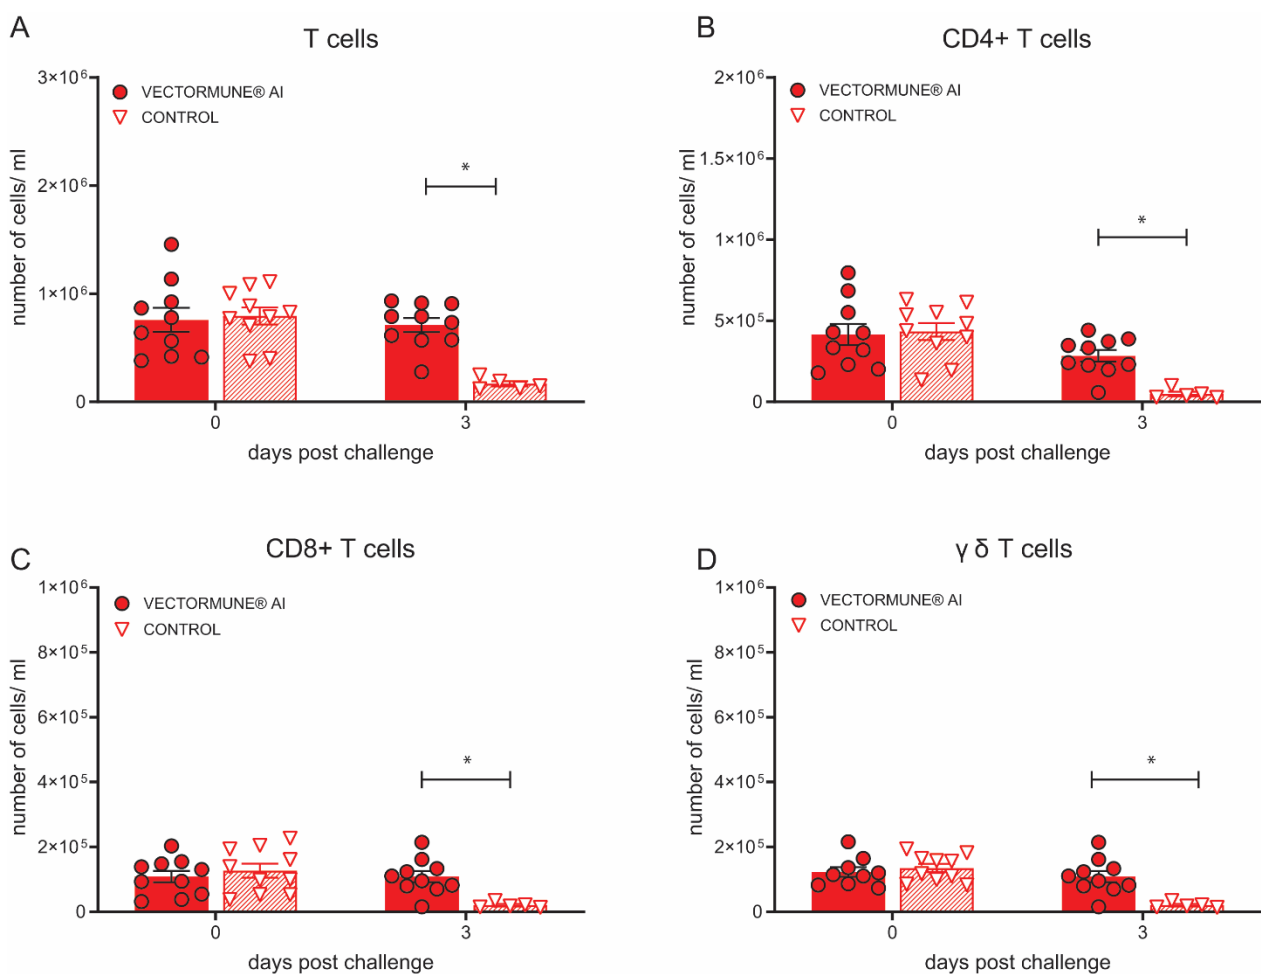 A
T cells
3×10⁶
2×10⁶
1×10⁶
0
number of cells/ ml
VECTORMUNE® AI
CONTROL
*
0
3
days post challenge
B
CD4+ T cells
2×10⁶
1.5×10⁶
1×10⁶
5×10⁵
0
number of cells/ ml
VECTORMUNE® AI
CONTROL
*
0
3
days post challenge
C
CD8+ T cells
1×10⁶
8×10⁵
6×10⁵
4×10⁵
2×10⁵
0
number of cells/ ml
VECTORMUNE® AI
CONTROL
*
0
3
days post challenge
D
γ δ T cells
1×10⁶
8×10⁵
6×10⁵
4×10⁵
2×10⁵
0
number of cells/ ml
VECTORMUNE® AI
CONTROL
*
0
3
days post challenge